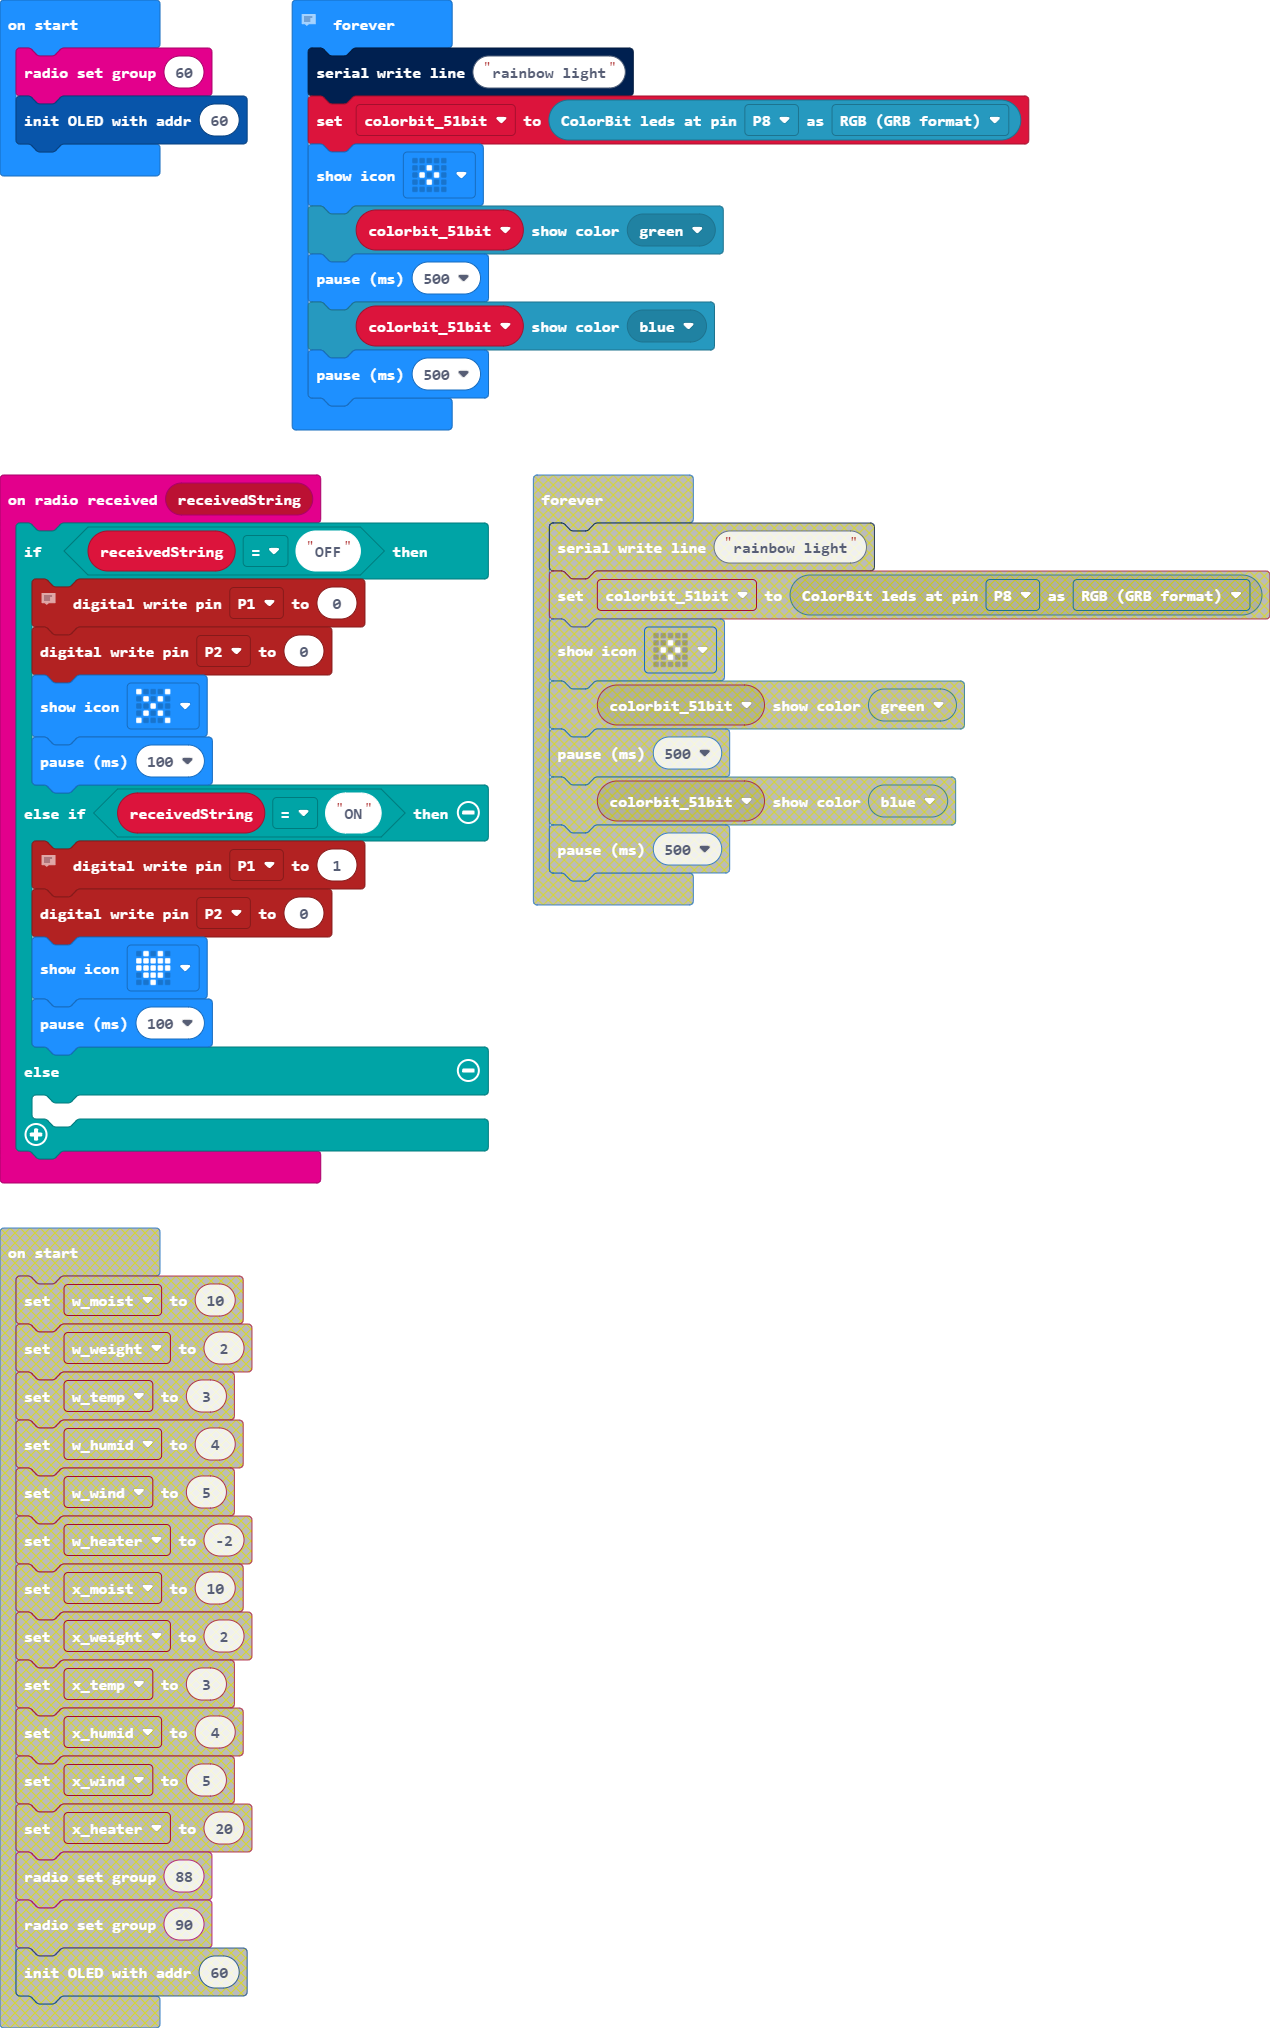 on start
radio set group 60
init OLED with addr 60
forever
serial write line "rainbow light"
set colorbit_51bit to ColorBit leds at pin P8 as RGB (GRB format)
show icon
colorbit_51bit show color green
pause (ms) 500
colorbit_51bit show color blue
pause (ms) 500
on radio received receivedString
if receivedString = "OFF" then
digital write pin P1 to 0
digital write pin P2 to 0
show icon
pause (ms) 100
else if receivedString = "ON" then
digital write pin P1 to 1
digital write pin P2 to 0
show icon
pause (ms) 100
else
forever
serial write line "rainbow light"
set colorbit_51bit to ColorBit leds at pin P8 as RGB (GRB format)
show icon
colorbit_51bit show color green
pause (ms) 500
colorbit_51bit show color blue
pause (ms) 500
on start
set w_moist to 10
set w_weight to 2
set w_temp to 3
set w_humid to 4
set w_wind to 5
set w_heater to -2
set x_moist to 10
set x_weight to 2
set x_temp to 3
set x_humid to 4
set x_wind to 5
set x_heater to 20
radio set group 88
radio set group 90
init OLED with addr 60